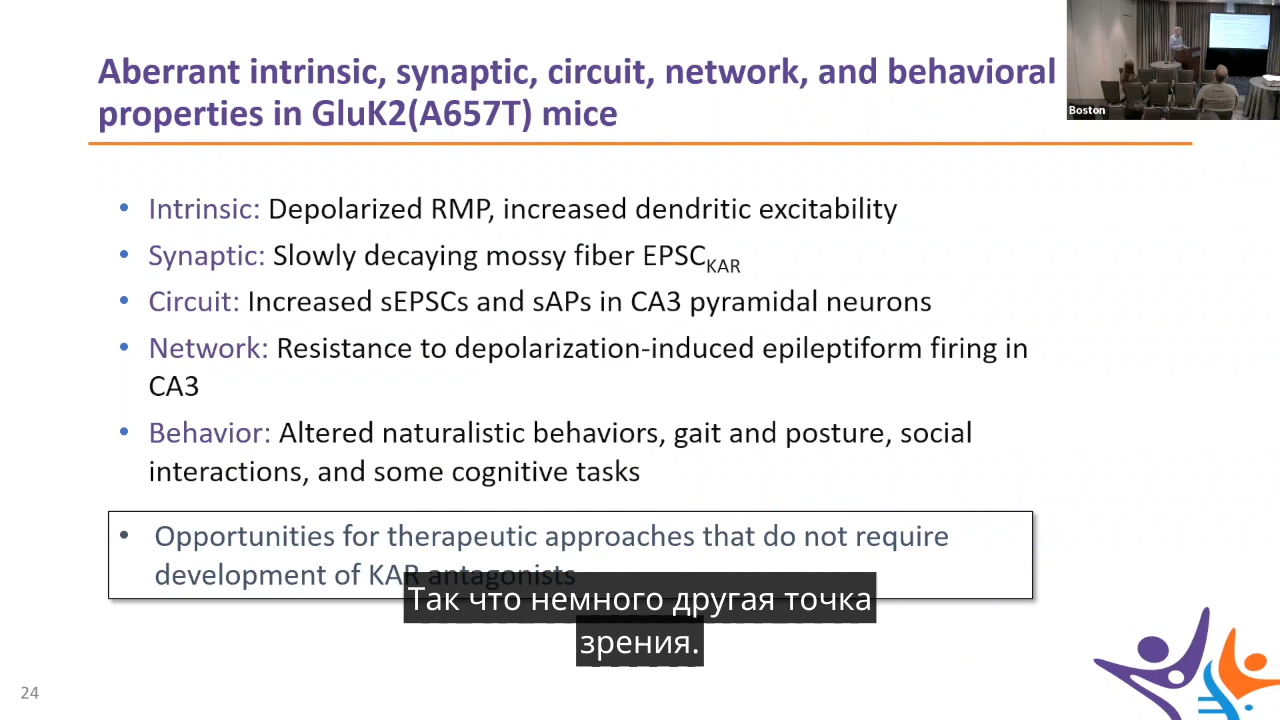 Aberrant intrinsic, synaptic, circuit, network, and behavioral
properties in GluK2(A657T) mice
Boston
• Intrinsic: Depolarized RMP, increased dendritic excitability
• Synaptic: Slowly decaying mossy fiber EPSCKAR
• Circuit: Increased sEPSCs and sAPs in CA3 pyramidal neurons
• Network: Resistance to depolarization-induced epileptiform firing in
CA3
• Behavior: Altered naturalistic behaviors, gait and posture, social
interactions, and some cognitive tasks
• Opportunities for therapeutic approaches that do not require
development of KAR antagonists
Так что немного другая точка
зрения.
24